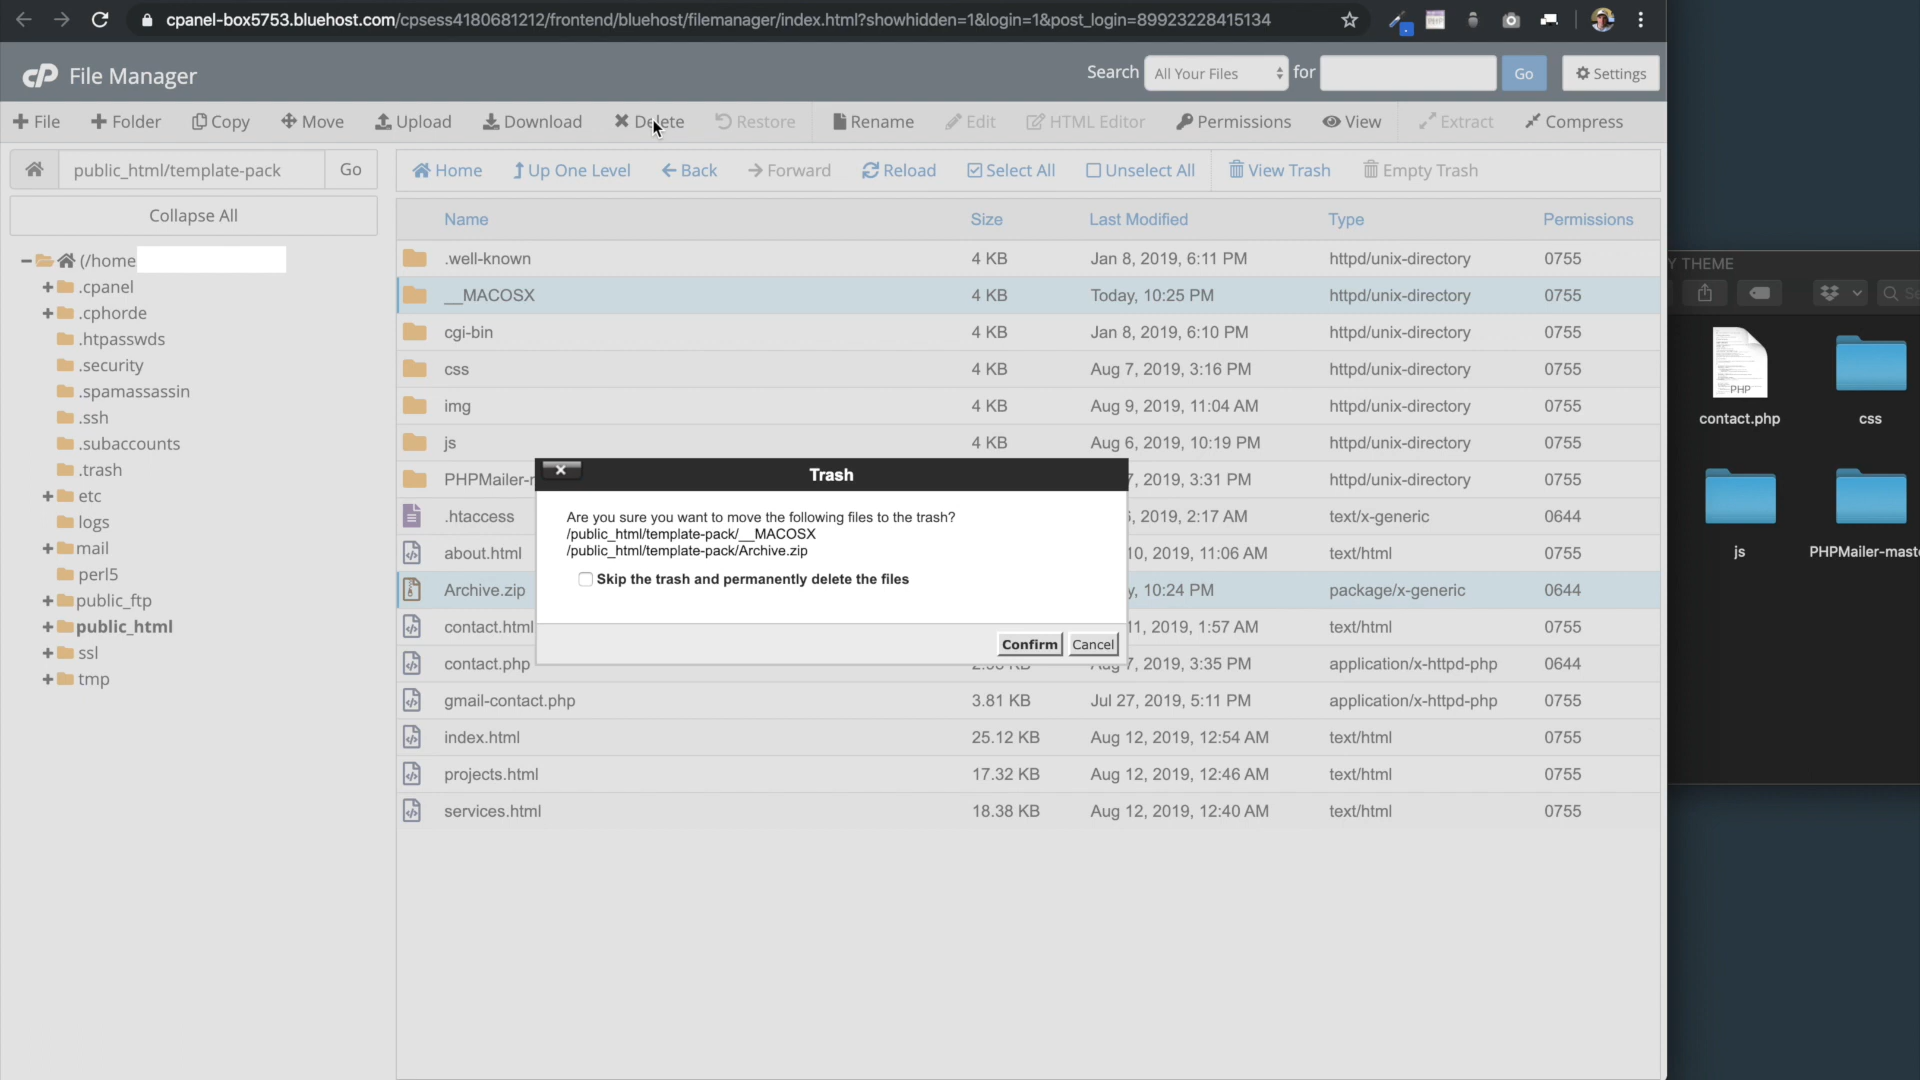 cpanel-box5753.bluehost.com/cpsess4180681212/frontend/bluehost/filemanager/index.html?showhidden=1&login=1&post_login=89923228415134
cP File Manager
Search All Your Files for Go Settings
File Folder Copy Move Upload Download Delete Restore Rename Edit HTML Editor Permissions View Extract Compress
public_html/template-pack Go
Home Up One Level Back Forward Reload Select All Unselect All View Trash Empty Trash
Collapse All
(/home
.cpanel
.cphorde
.htpasswds
.security
.spamassassin
.ssh
.subaccounts
.trash
etc
logs
mail
perl5
public_ftp
public_html
ssl
tmp
Name Size Last Modified Type Permissions
.well-known 4 KB Jan 8, 2019, 6:11 PM httpd/unix-directory 0755
__MACOSX 4 KB Today, 10:25 PM httpd/unix-directory 0755
cgi-bin 4 KB Jan 8, 2019, 6:10 PM httpd/unix-directory 0755
css 4 KB Aug 7, 2019, 3:16 PM httpd/unix-directory 0755
img 4 KB Aug 9, 2019, 11:04 AM httpd/unix-directory 0755
js 4 KB Aug 6, 2019, 10:19 PM httpd/unix-directory 0755
PHPMailer- 7, 2019, 3:31 PM httpd/unix-directory 0755
.htaccess 2019, 2:17 AM text/x-generic 0644
about.html 10, 2019, 11:06 AM text/html 0755
Archive.zip y, 10:24 PM package/x-generic 0644
contact.html 11, 2019, 1:57 AM text/html 0755
contact.php KB Aug 7, 2019, 3:35 PM application/x-httpd-php 0644
gmail-contact.php 3.81 KB Jul 27, 2019, 5:11 PM application/x-httpd-php 0755
index.html 25.12 KB Aug 12, 2019, 12:54 AM text/html 0755
projects.html 17.32 KB Aug 12, 2019, 12:46 AM text/html 0755
services.html 18.38 KB Aug 12, 2019, 12:40 AM text/html 0755
Trash
Are you sure you want to move the following files to the trash?
/public_html/template-pack/__MACOSX
/public_html/template-pack/Archive.zip
Skip the trash and permanently delete the files
Confirm Cancel
Y THEME
Se
PHP
contact.php css
js PHPMailer-maste